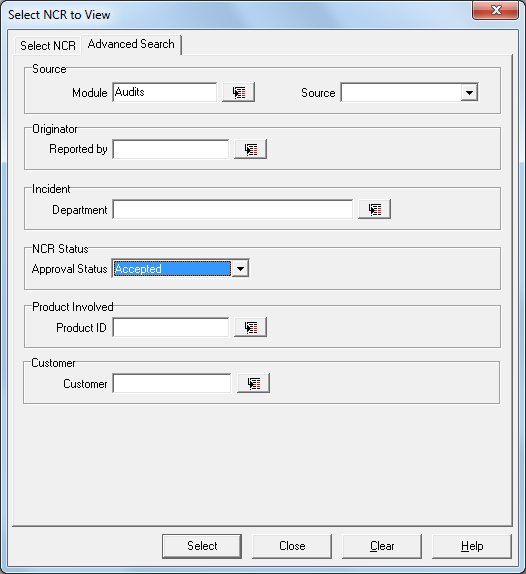 Select NCR to View
Select NCR Advanced Search
Source
Module Audits Source
Originator
Reported by
Incident
Department
NCR Status
Approval Status Accepted
Product Involved
Product ID
Customer
Customer
Select Close Clear Help